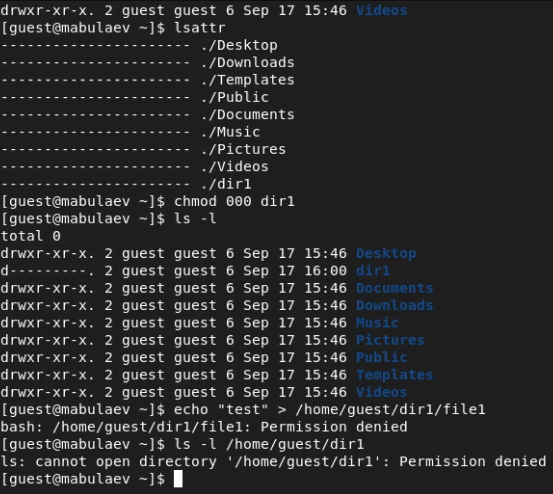 drwxr-xr-x. 2 guest guest 6 Sep 17 15:46 Videos
[guest@mabulaev ~]$ lsattr
---------------------- ./Desktop
---------------------- ./Downloads
---------------------- ./Templates
---------------------- ./Public
---------------------- ./Documents
---------------------- ./Music
---------------------- ./Pictures
---------------------- ./Videos
---------------------- ./dir1
[guest@mabulaev ~]$ chmod 000 dir1
[guest@mabulaev ~]$ ls -l
total 0
drwxr-xr-x. 2 guest guest 6 Sep 17 15:46 Desktop
d---------. 2 guest guest 6 Sep 17 16:00 dir1
drwxr-xr-x. 2 guest guest 6 Sep 17 15:46 Documents
drwxr-xr-x. 2 guest guest 6 Sep 17 15:46 Downloads
drwxr-xr-x. 2 guest guest 6 Sep 17 15:46 Music
drwxr-xr-x. 2 guest guest 6 Sep 17 15:46 Pictures
drwxr-xr-x. 2 guest guest 6 Sep 17 15:46 Public
drwxr-xr-x. 2 guest guest 6 Sep 17 15:46 Templates
drwxr-xr-x. 2 guest guest 6 Sep 17 15:46 Videos
[guest@mabulaev ~]$ echo "test" > /home/guest/dir1/file1
bash: /home/guest/dir1/file1: Permission denied
[guest@mabulaev ~]$ ls -l /home/guest/dir1
ls: cannot open directory '/home/guest/dir1': Permission denied
[guest@mabulaev ~]$